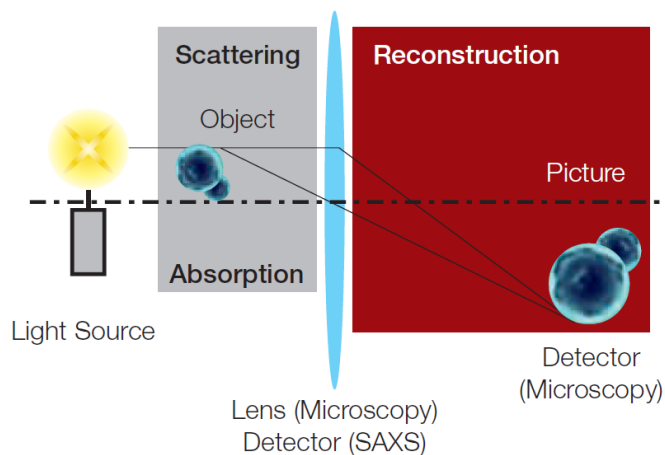 Scattering
Reconstruction
Object
Picture
Absorption
Light Source
Detector
(Microscopy)
Lens (Microscopy)
Detector (SAXS)